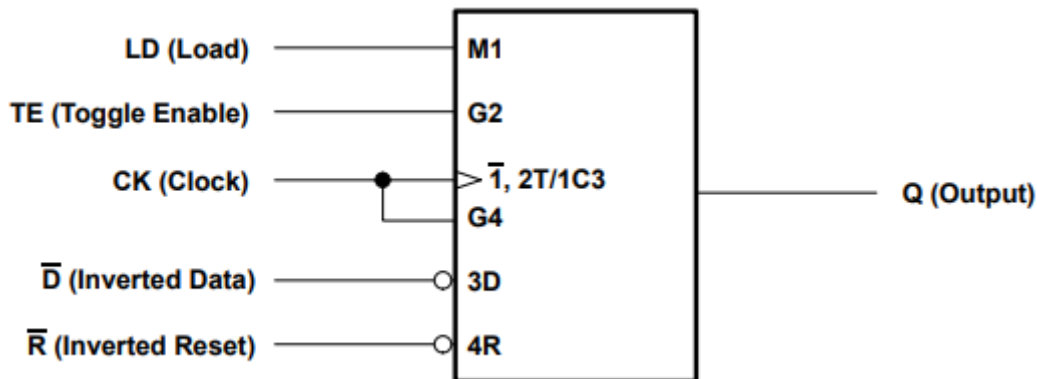 LD (Load) M1
TE (Toggle Enable) G2
CK (Clock) 1̅, 2T/1C3
G4
Q (Output)
D̅ (Inverted Data) 3D
R̅ (Inverted Reset) 4R